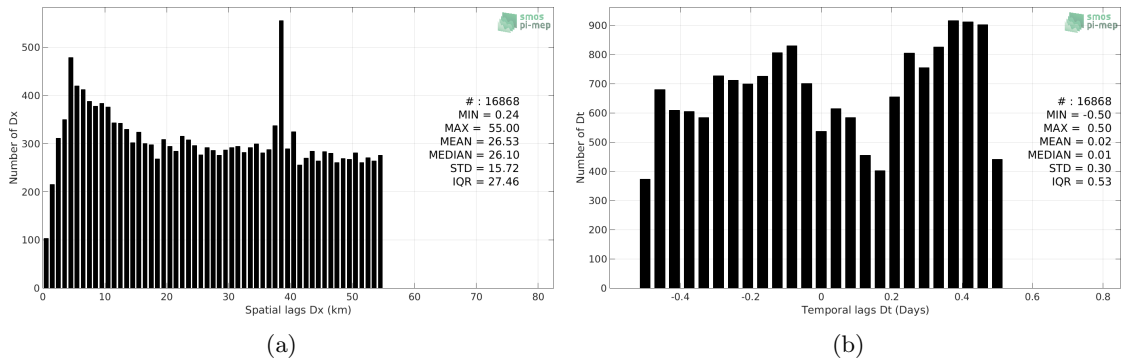 smos
pi-mep
500
400
300
200
100
0
Number of Dx
# : 16868
MIN = 0.24
MAX = 55.00
MEAN = 26.53
MEDIAN = 26.10
STD = 15.72
IQR = 27.46
0 10 20 30 40 50 60 70 80
Spatial lags Dx (km)
(a)
smos
pi-mep
900
800
700
600
500
400
300
200
100
0
Number of Dt
# : 16868
MIN = -0.50
MAX = 0.50
MEAN = 0.02
MEDIAN = 0.01
STD = 0.30
IQR = 0.53
-0.4 -0.2 0 0.2 0.4 0.6 0.8
Temporal lags Dt (Days)
(b)